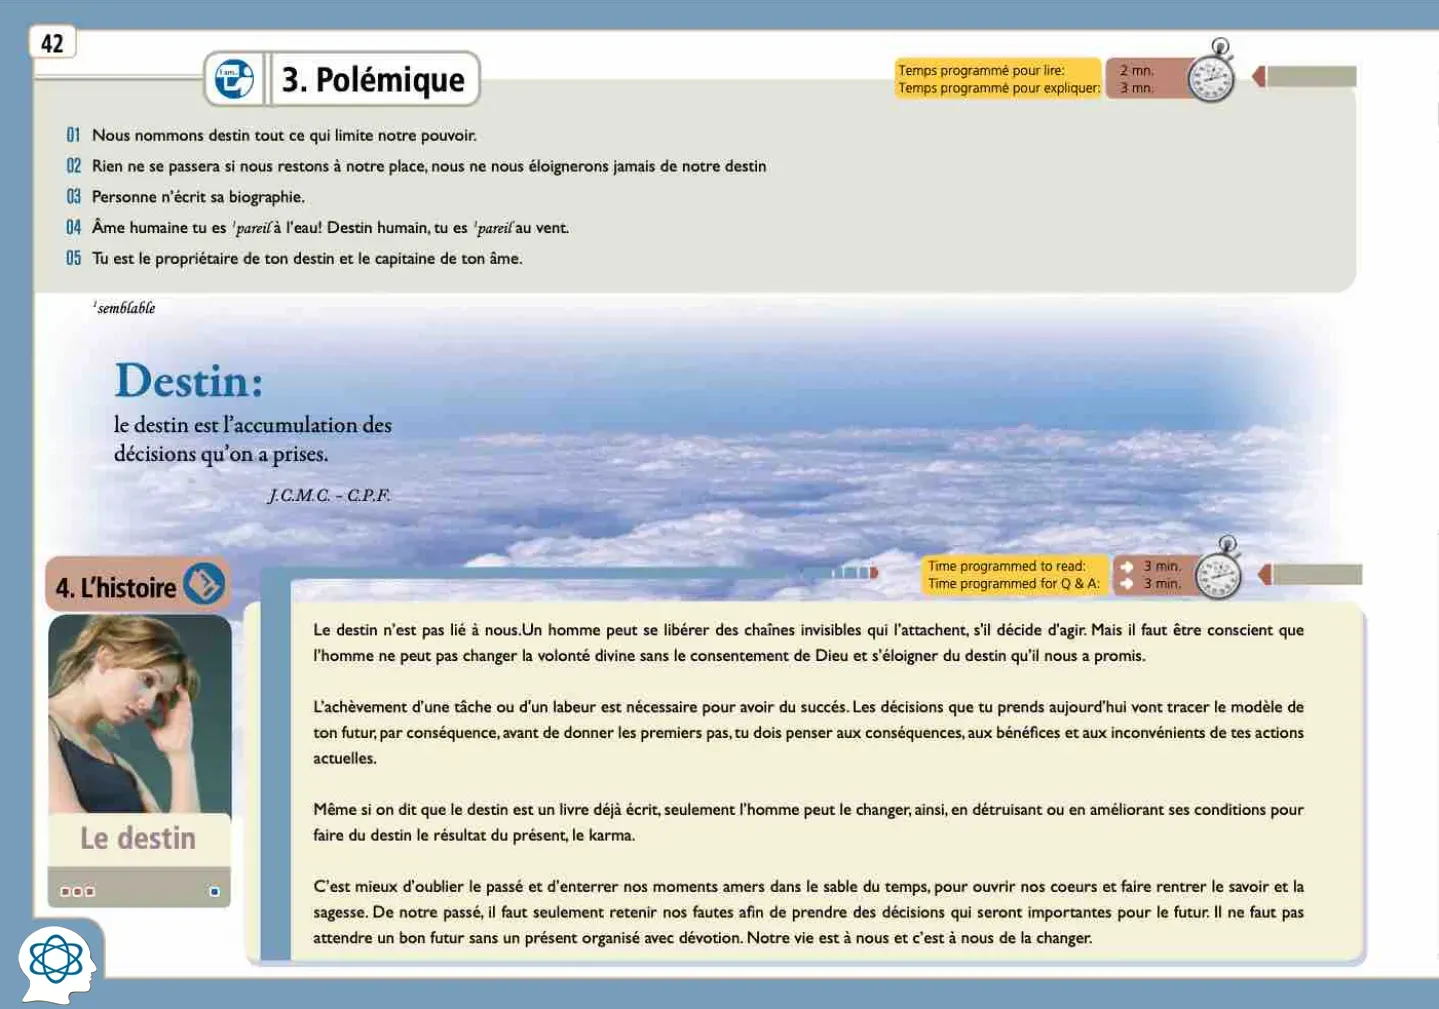 42
I am...
3. Polémique
Temps programmé pour lire: 2 mn.
Temps programmé pour expliquer: 3 mn.
01 Nous nommons destin tout ce qui limite notre pouvoir.
02 Rien ne se passera si nous restons à notre place, nous ne nous éloignerons jamais de notre destin
03 Personne n'écrit sa biographie.
04 Âme humaine tu es ¹pareil à l'eau! Destin humain, tu es ¹pareil au vent.
05 Tu est le propriétaire de ton destin et le capitaine de ton âme.
¹semblable
Destin:
le destin est l'accumulation des
décisions qu'on a prises.
J.C.M.C. - C.P.F.
4. L'histoire
Time programmed to read: 3 min.
Time programmed for Q & A: 3 min.
Le destin
Le destin n'est pas lié à nous.Un homme peut se libérer des chaînes invisibles qui l'attachent, s'il décide d'agir. Mais il faut être conscient que
l'homme ne peut pas changer la volonté divine sans le consentement de Dieu et s'éloigner du destin qu'il nous a promis.
L'achèvement d'une tâche ou d'un labeur est nécessaire pour avoir du succés. Les décisions que tu prends aujourd'hui vont tracer le modèle de
ton futur, par conséquence, avant de donner les premiers pas, tu dois penser aux conséquences, aux bénéfices et aux inconvénients de tes actions
actuelles.
Même si on dit que le destin est un livre déjà écrit, seulement l'homme peut le changer, ainsi, en détruisant ou en améliorant ses conditions pour
faire du destin le résultat du présent, le karma.
C'est mieux d'oublier le passé et d'enterrer nos moments amers dans le sable du temps, pour ouvrir nos coeurs et faire rentrer le savoir et la
sagesse. De notre passé, il faut seulement retenir nos fautes afin de prendre des décisions qui seront importantes pour le futur. Il ne faut pas
attendre un bon futur sans un présent organisé avec dévotion. Notre vie est à nous et c'est à nous de la changer.